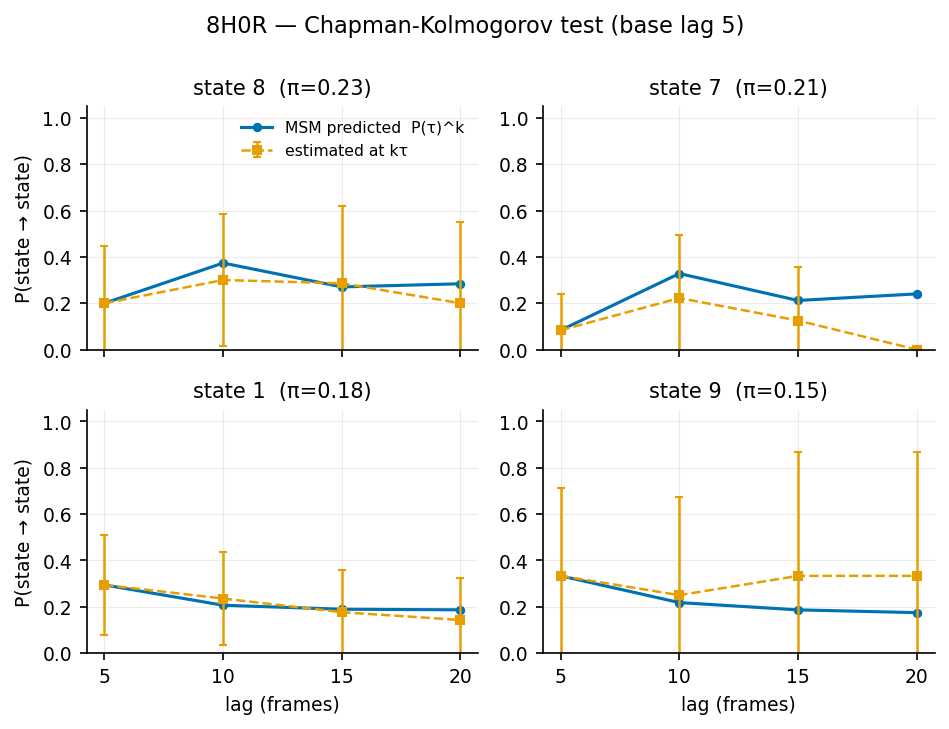 8H0R — Chapman-Kolmogorov test (base lag 5)
state 8  (π=0.23)
MSM predicted  P(τ)^k
estimated at kτ
P(state → state)
1.0
0.8
0.6
0.4
0.2
0.0
state 7  (π=0.21)
1.0
0.8
0.6
0.4
0.2
0.0
state 1  (π=0.18)
P(state → state)
1.0
0.8
0.6
0.4
0.2
0.0
5 10 15 20
lag (frames)
state 9  (π=0.15)
1.0
0.8
0.6
0.4
0.2
0.0
5 10 15 20
lag (frames)